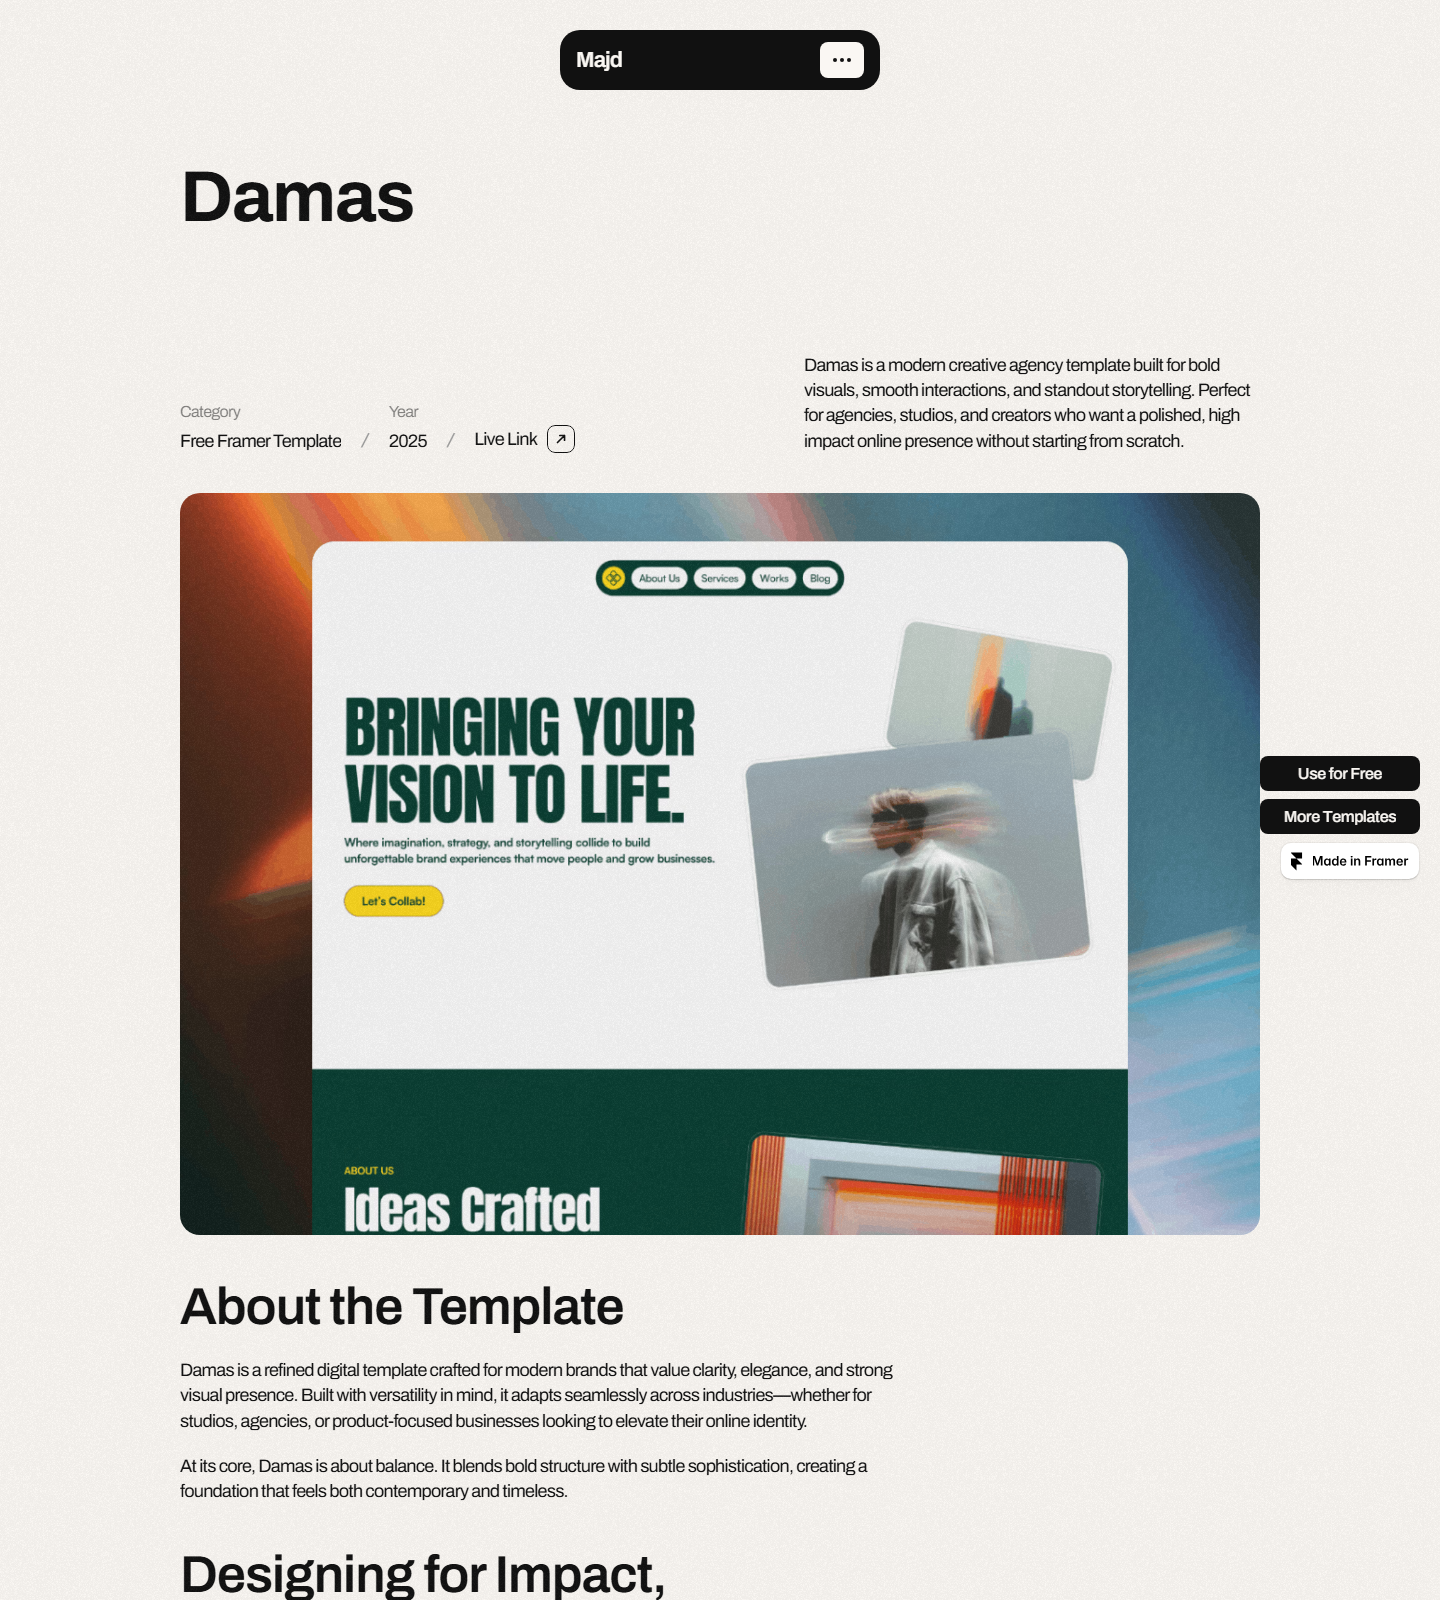 Majd
Damas
Damas is a modern creative agency template built for bold
visuals, smooth interactions, and standout storytelling. Perfect
for agencies, studios, and creators who want a polished, high
impact online presence without starting from scratch.
Category
Free Framer Template
/
Year
2025
/
Live Link
About Us
Services
Works
Blog
BRINGING YOUR
VISION TO LIFE.
Where imagination, strategy, and storytelling collide to build
unforgettable brand experiences that move people and grow businesses.
Let's Collab!
ABOUT US
Ideas Crafted
Use for Free
More Templates
Made in Framer
About the Template
Damas is a refined digital template crafted for modern brands that value clarity, elegance, and strong
visual presence. Built with versatility in mind, it adapts seamlessly across industries—whether for
studios, agencies, or product-focused businesses looking to elevate their online identity.
At its core, Damas is about balance. It blends bold structure with subtle sophistication, creating a
foundation that feels both contemporary and timeless.
Designing for Impact,